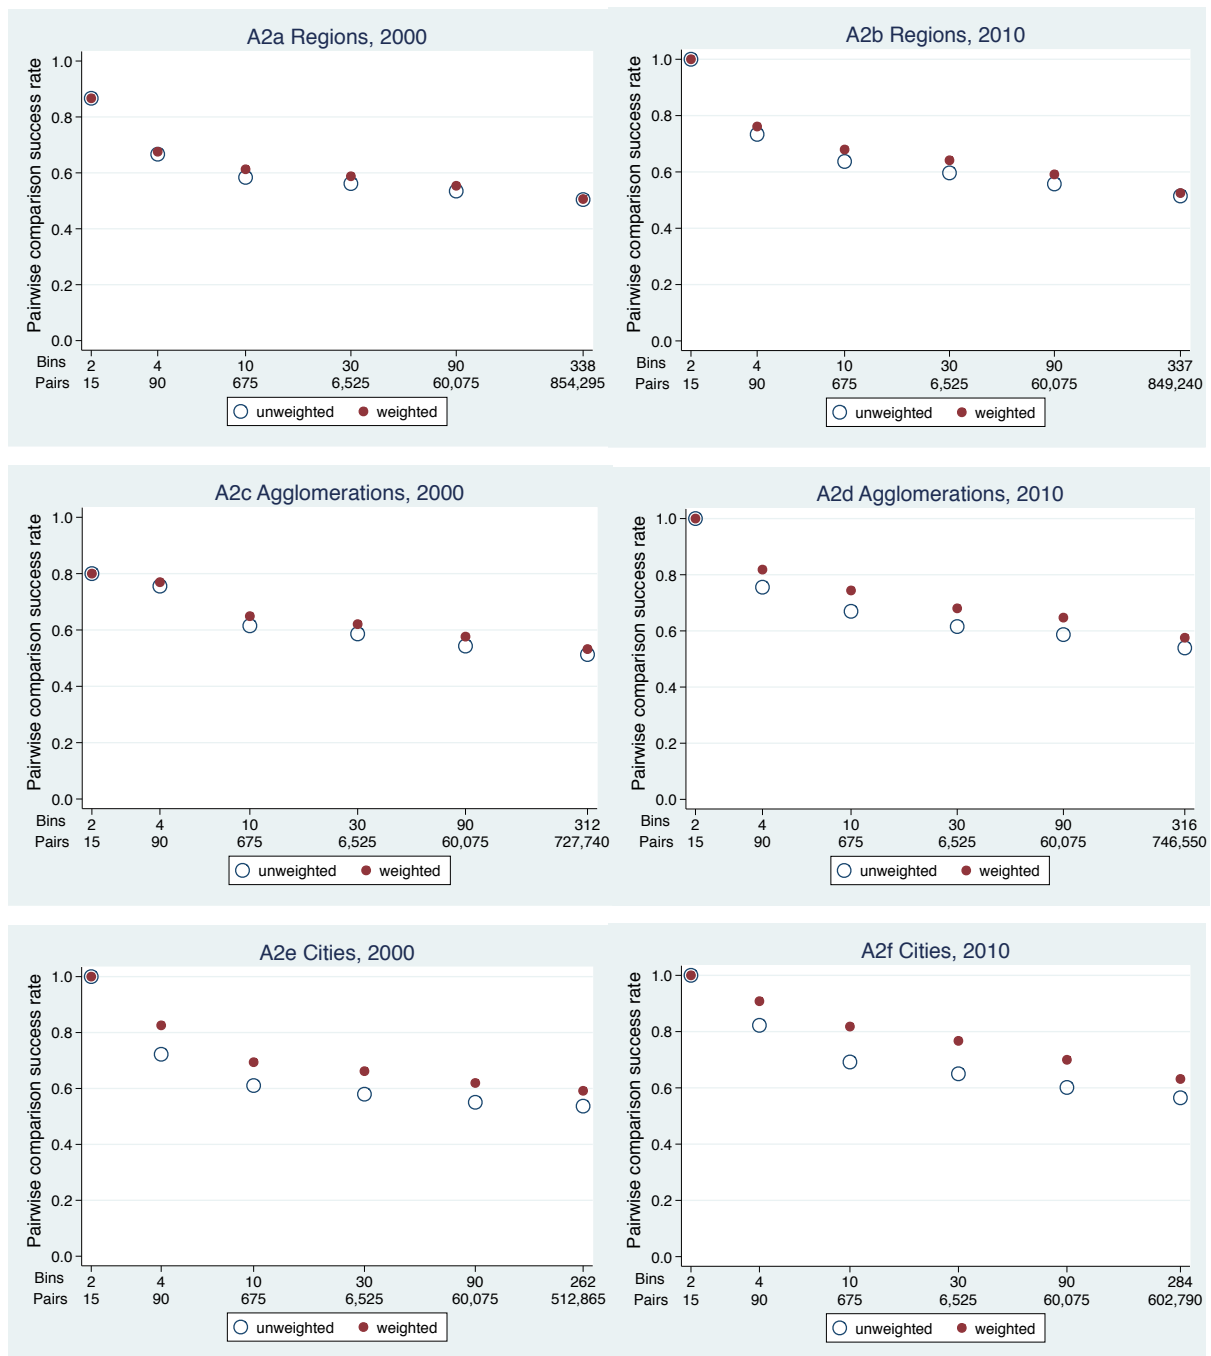 A2a Regions, 2000
Pairwise comparison success rate
1.0
0.8
0.6
0.4
0.2
0.0
Bins 2 4 10 30 90 338
Pairs 15 90 675 6,525 60,075 854,295
unweighted weighted
A2b Regions, 2010
Pairwise comparison success rate
1.0
0.8
0.6
0.4
0.2
0.0
Bins 2 4 10 30 90 337
Pairs 15 90 675 6,525 60,075 849,240
unweighted weighted
A2c Agglomerations, 2000
Pairwise comparison success rate
1.0
0.8
0.6
0.4
0.2
0.0
Bins 2 4 10 30 90 312
Pairs 15 90 675 6,525 60,075 727,740
unweighted weighted
A2d Agglomerations, 2010
Pairwise comparison success rate
1.0
0.8
0.6
0.4
0.2
0.0
Bins 2 4 10 30 90 316
Pairs 15 90 675 6,525 60,075 746,550
unweighted weighted
A2e Cities, 2000
Pairwise comparison success rate
1.0
0.8
0.6
0.4
0.2
0.0
Bins 2 4 10 30 90 262
Pairs 15 90 675 6,525 60,075 512,865
unweighted weighted
A2f Cities, 2010
Pairwise comparison success rate
1.0
0.8
0.6
0.4
0.2
0.0
Bins 2 4 10 30 90 284
Pairs 15 90 675 6,525 60,075 602,790
unweighted weighted